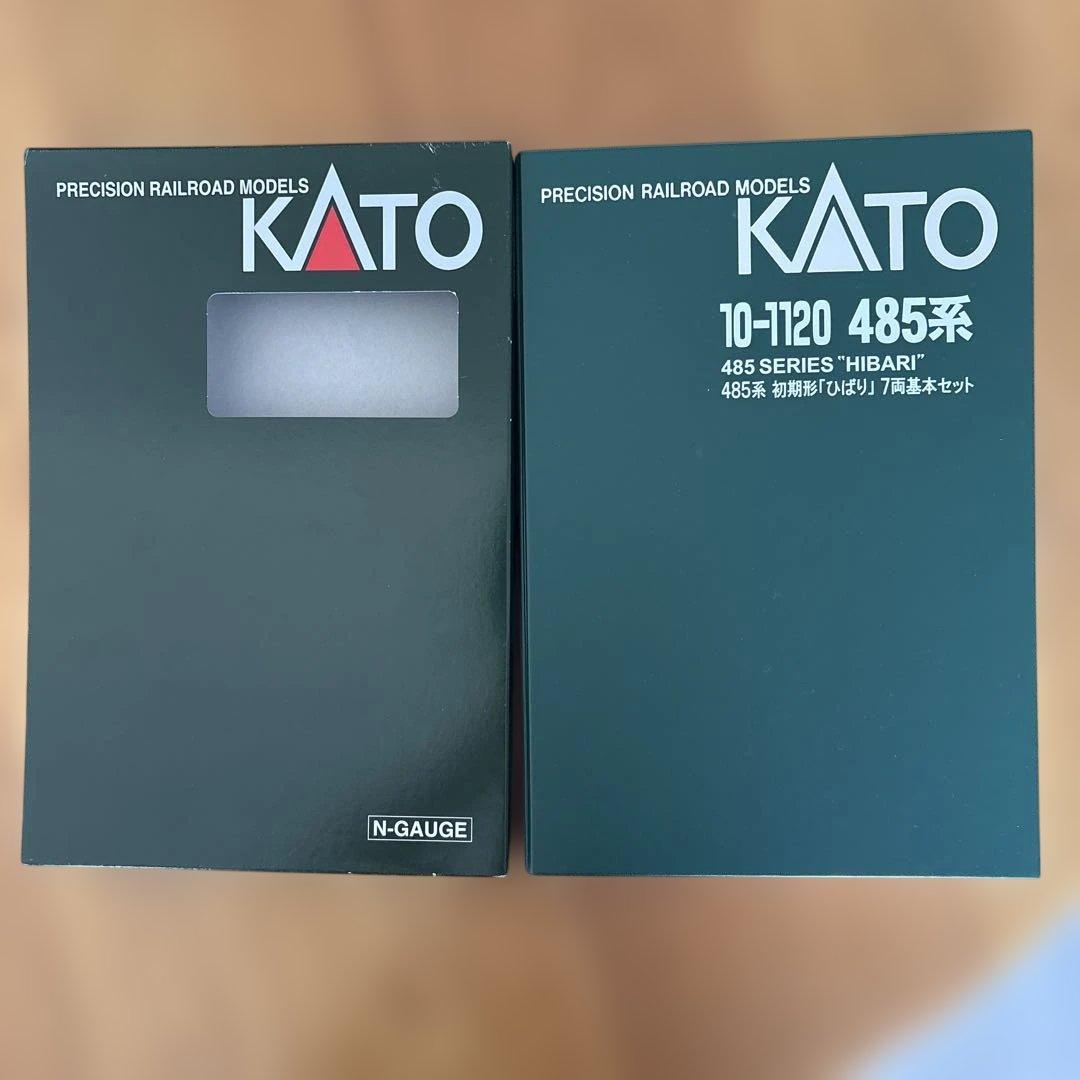 PRECISION RAILROAD MODELS
KATO
N-GAUGE
PRECISION RAILROAD MODELS
KATO
10-1120 485系
485 SERIES "HIBARI"
485系 初期形「ひばり」 7両基本セット